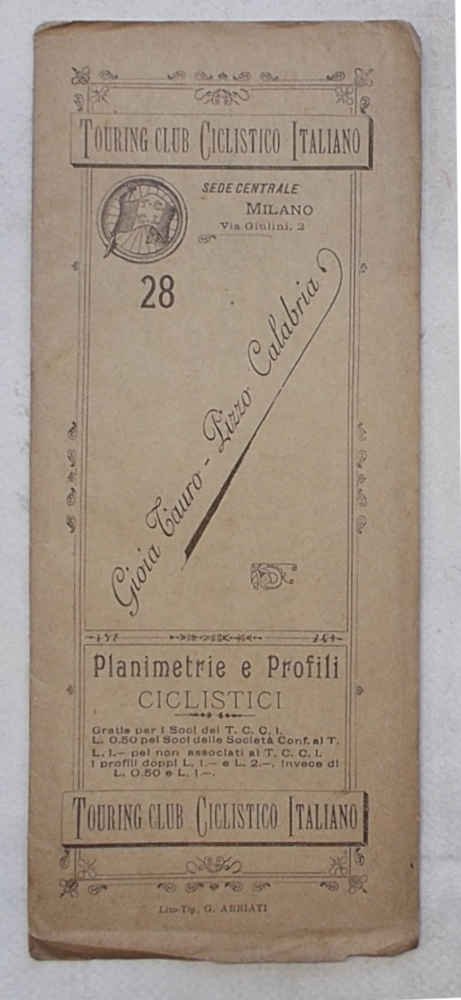 TOURING CLUB CICLISTICO ITALIANO
T. C.
SEDE CENTRALE
MILANO
Via Giulini, 2
28
Gioia Tauro - Pizzo Calabria
Planimetrie e Profili
CICLISTICI
Gratis per i Soci del T. C. C. I.
L. 0.50 pei Soci delle Società Conf. al T.
L. 1.— pei non associati al T. C. C. I.
I profili doppi L. 1.— e L. 2.—, invece di
L. 0.50 e L. 1.—.
TOURING CLUB CICLISTICO ITALIANO
Lito-Tip. G. ABBIATI